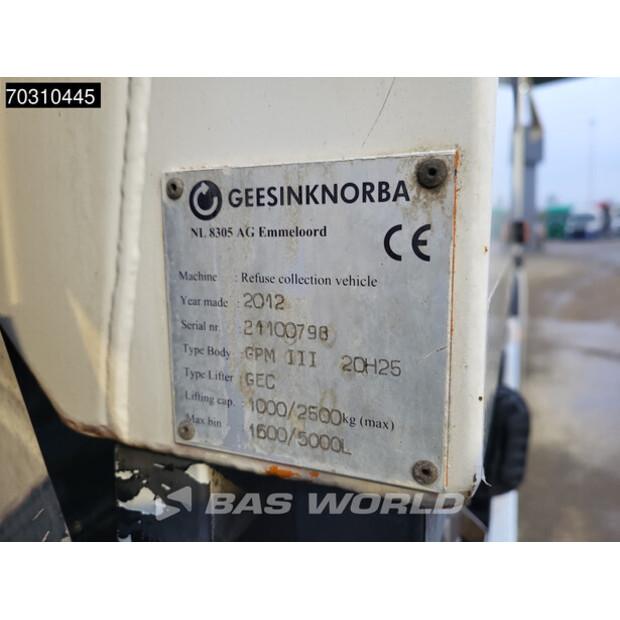 70310445
GEESINKNORBA
NL 8305 AG Emmeloord
CE
Machine : Refuse collection vehicle
Year made : 2012
Serial nr. : 21100798
Type Body : GPM III 20H25
Type Lifter : GEC
Lifting cap. : 1000/2500kg (max)
Max bin 1600/5000L
BAS WORLD